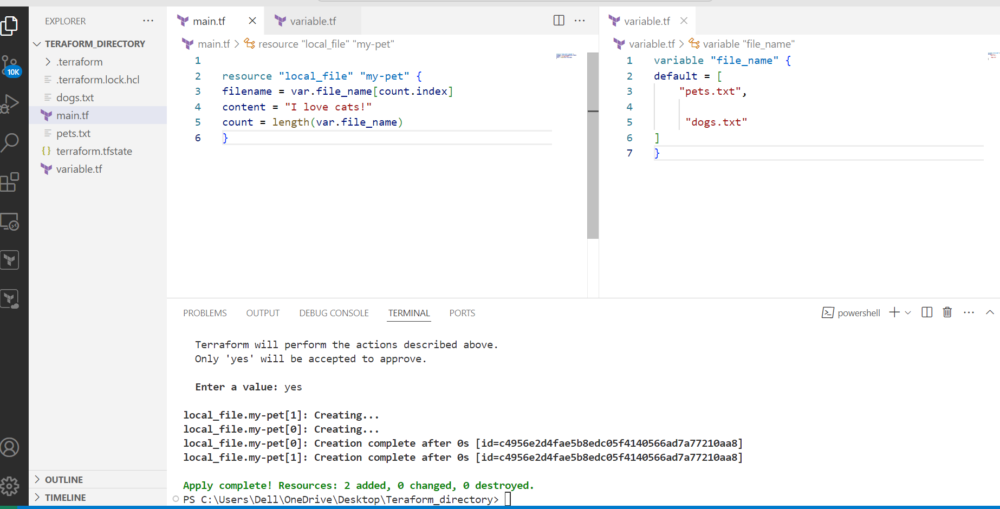 EXPLORER
TERAFORM_DIRECTORY
.terraform
.terraform.lock.hcl
dogs.txt
main.tf
pets.txt
{} terraform.tfstate
variable.tf
OUTLINE
TIMELINE
10K
main.tf
variable.tf
main.tf > resource "local_file" "my-pet"
1
2 resource "local_file" "my-pet" {
3 filename = var.file_name[count.index]
4 content = "I love cats!"
5 count = length(var.file_name)
6 }
variable.tf
variable.tf > variable "file_name"
1 variable "file_name" {
2 default = [
3 "pets.txt",
4
5 "dogs.txt"
6 ]
7 }
PROBLEMS OUTPUT DEBUG CONSOLE TERMINAL PORTS
powershell
Terraform will perform the actions described above.
Only 'yes' will be accepted to approve.
Enter a value: yes
local_file.my-pet[1]: Creating...
local_file.my-pet[0]: Creating...
local_file.my-pet[0]: Creation complete after 0s [id=c4956e2d4fae5b8edc05f4140566ad7a77210aa8]
local_file.my-pet[1]: Creation complete after 0s [id=c4956e2d4fae5b8edc05f4140566ad7a77210aa8]
Apply complete! Resources: 2 added, 0 changed, 0 destroyed.
PS C:\Users\Dell\OneDrive\Desktop\Teraform_directory>